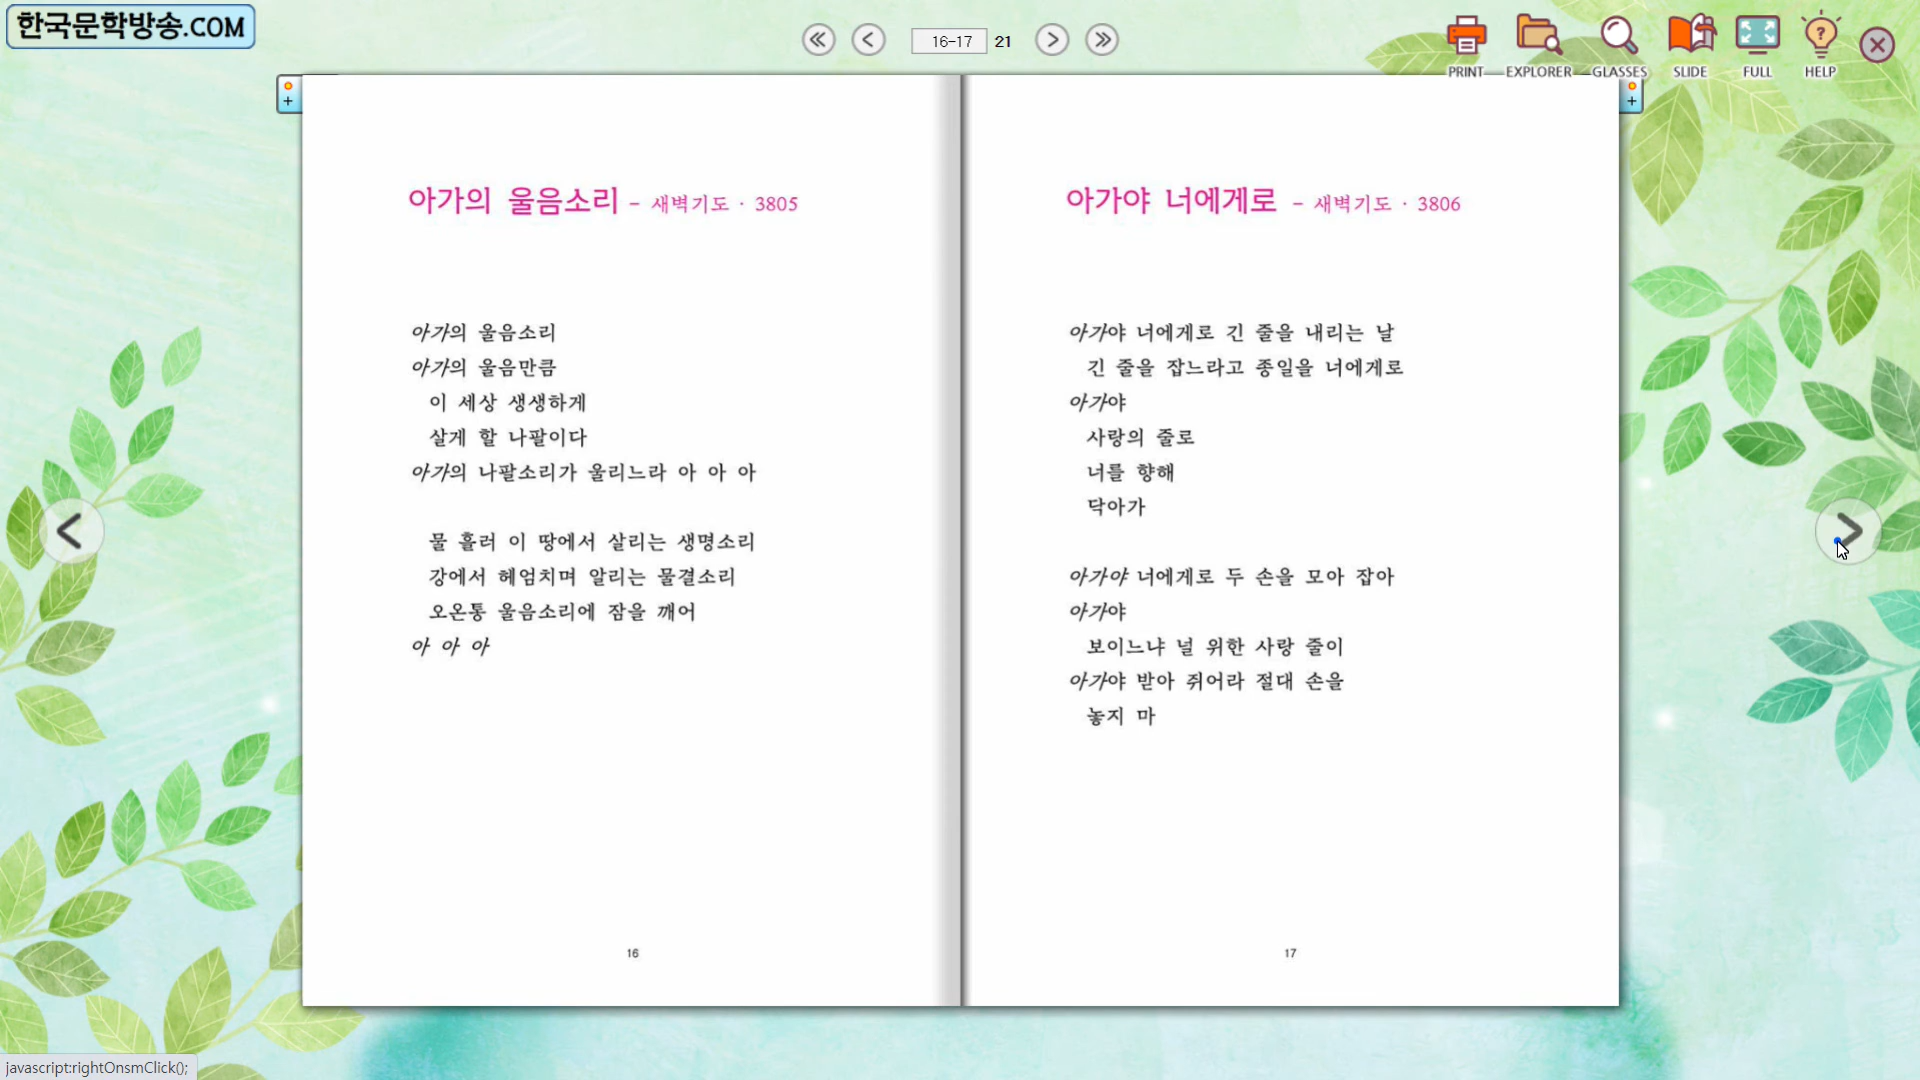 한국문학방송.COM
16-17 21
PRINT EXPLORER GLASSES SLIDE FULL HELP
아가의 울음소리 - 새벽기도 · 3805
아가의 울음소리
아가의 울음만큼
이 세상 생생하게
살게 할 나팔이다
아가의 나팔소리가 울리느라 아 아 아
물 흘러 이 땅에서 살리는 생명소리
강에서 헤엄치며 알리는 물결소리
오온통 울음소리에 잠을 깨어
아 아 아
16
아가야 너에게로 - 새벽기도 · 3806
아가야 너에게로 긴 줄을 내리는 날
긴 줄을 잡느라고 종일을 너에게로
아가야
사랑의 줄로
너를 향해
닥아가
아가야 너에게로 두 손을 모아 잡아
아가야
보이느냐 널 위한 사랑 줄이
아가야 받아 쥐어라 절대 손을
놓지 마
17
javascript:rightOnsmClick();